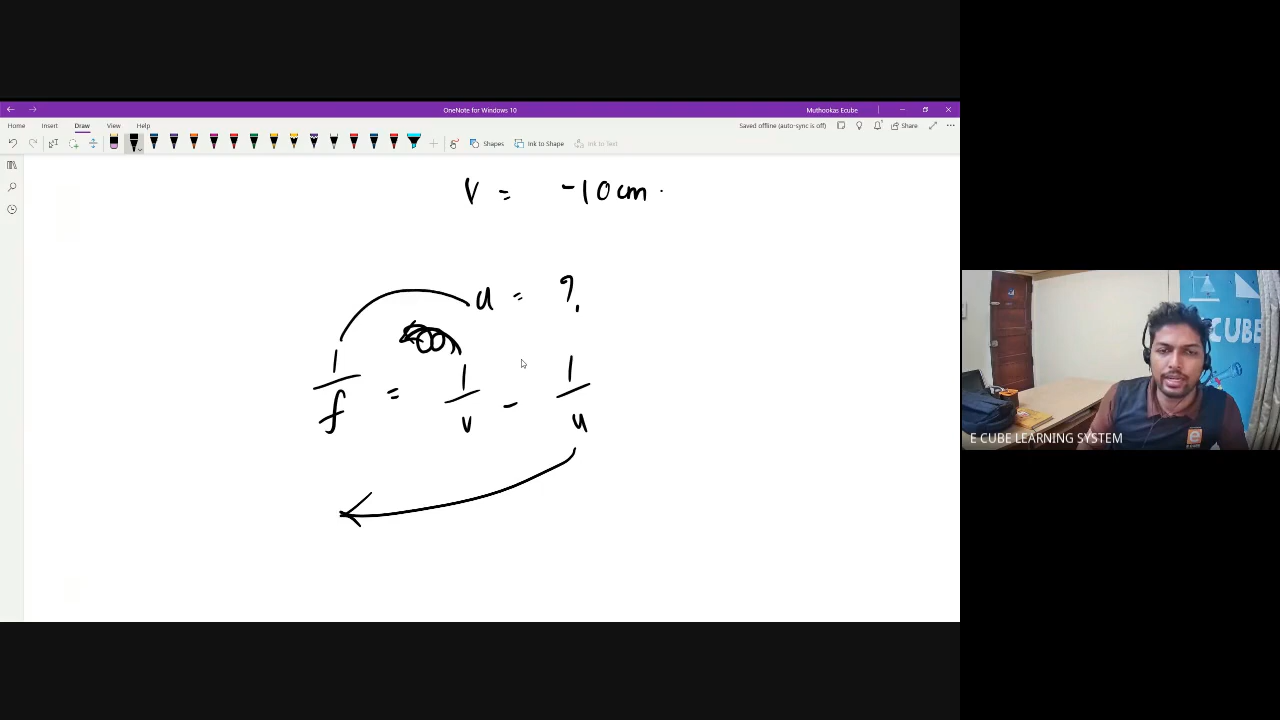 OneNote for Windows 10
Muthookas Ecube
Home Insert Draw View Help
Saved offline (auto-sync is off)
Share
Shapes
Ink to Shape
Ink to Text
v = -10cm.
u = ?
1/f = 1/v - 1/u
CUBE
E CUBE LEARNING SYSTEM